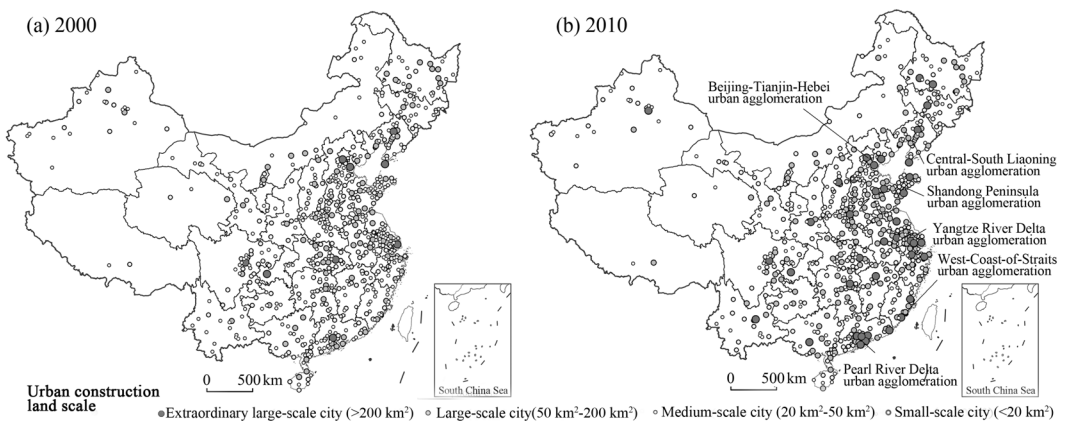 (a) 2000
(b) 2010
Beijing-Tianjin-Hebei
urban agglomeration
Central-South Liaoning
urban agglomeration
Shandong Peninsula
urban agglomeration
Yangtze River Delta
urban agglomeration
West-Coast-of-Straits
urban agglomeration
Pearl River Delta
urban agglomeration
0 500 km
South China Sea
0 500 km
South China Sea
Urban construction
land scale
Extraordinary large-scale city (>200 km²) Large-scale city(50 km²-200 km²) Medium-scale city (20 km²-50 km²) Small-scale city (<20 km²)